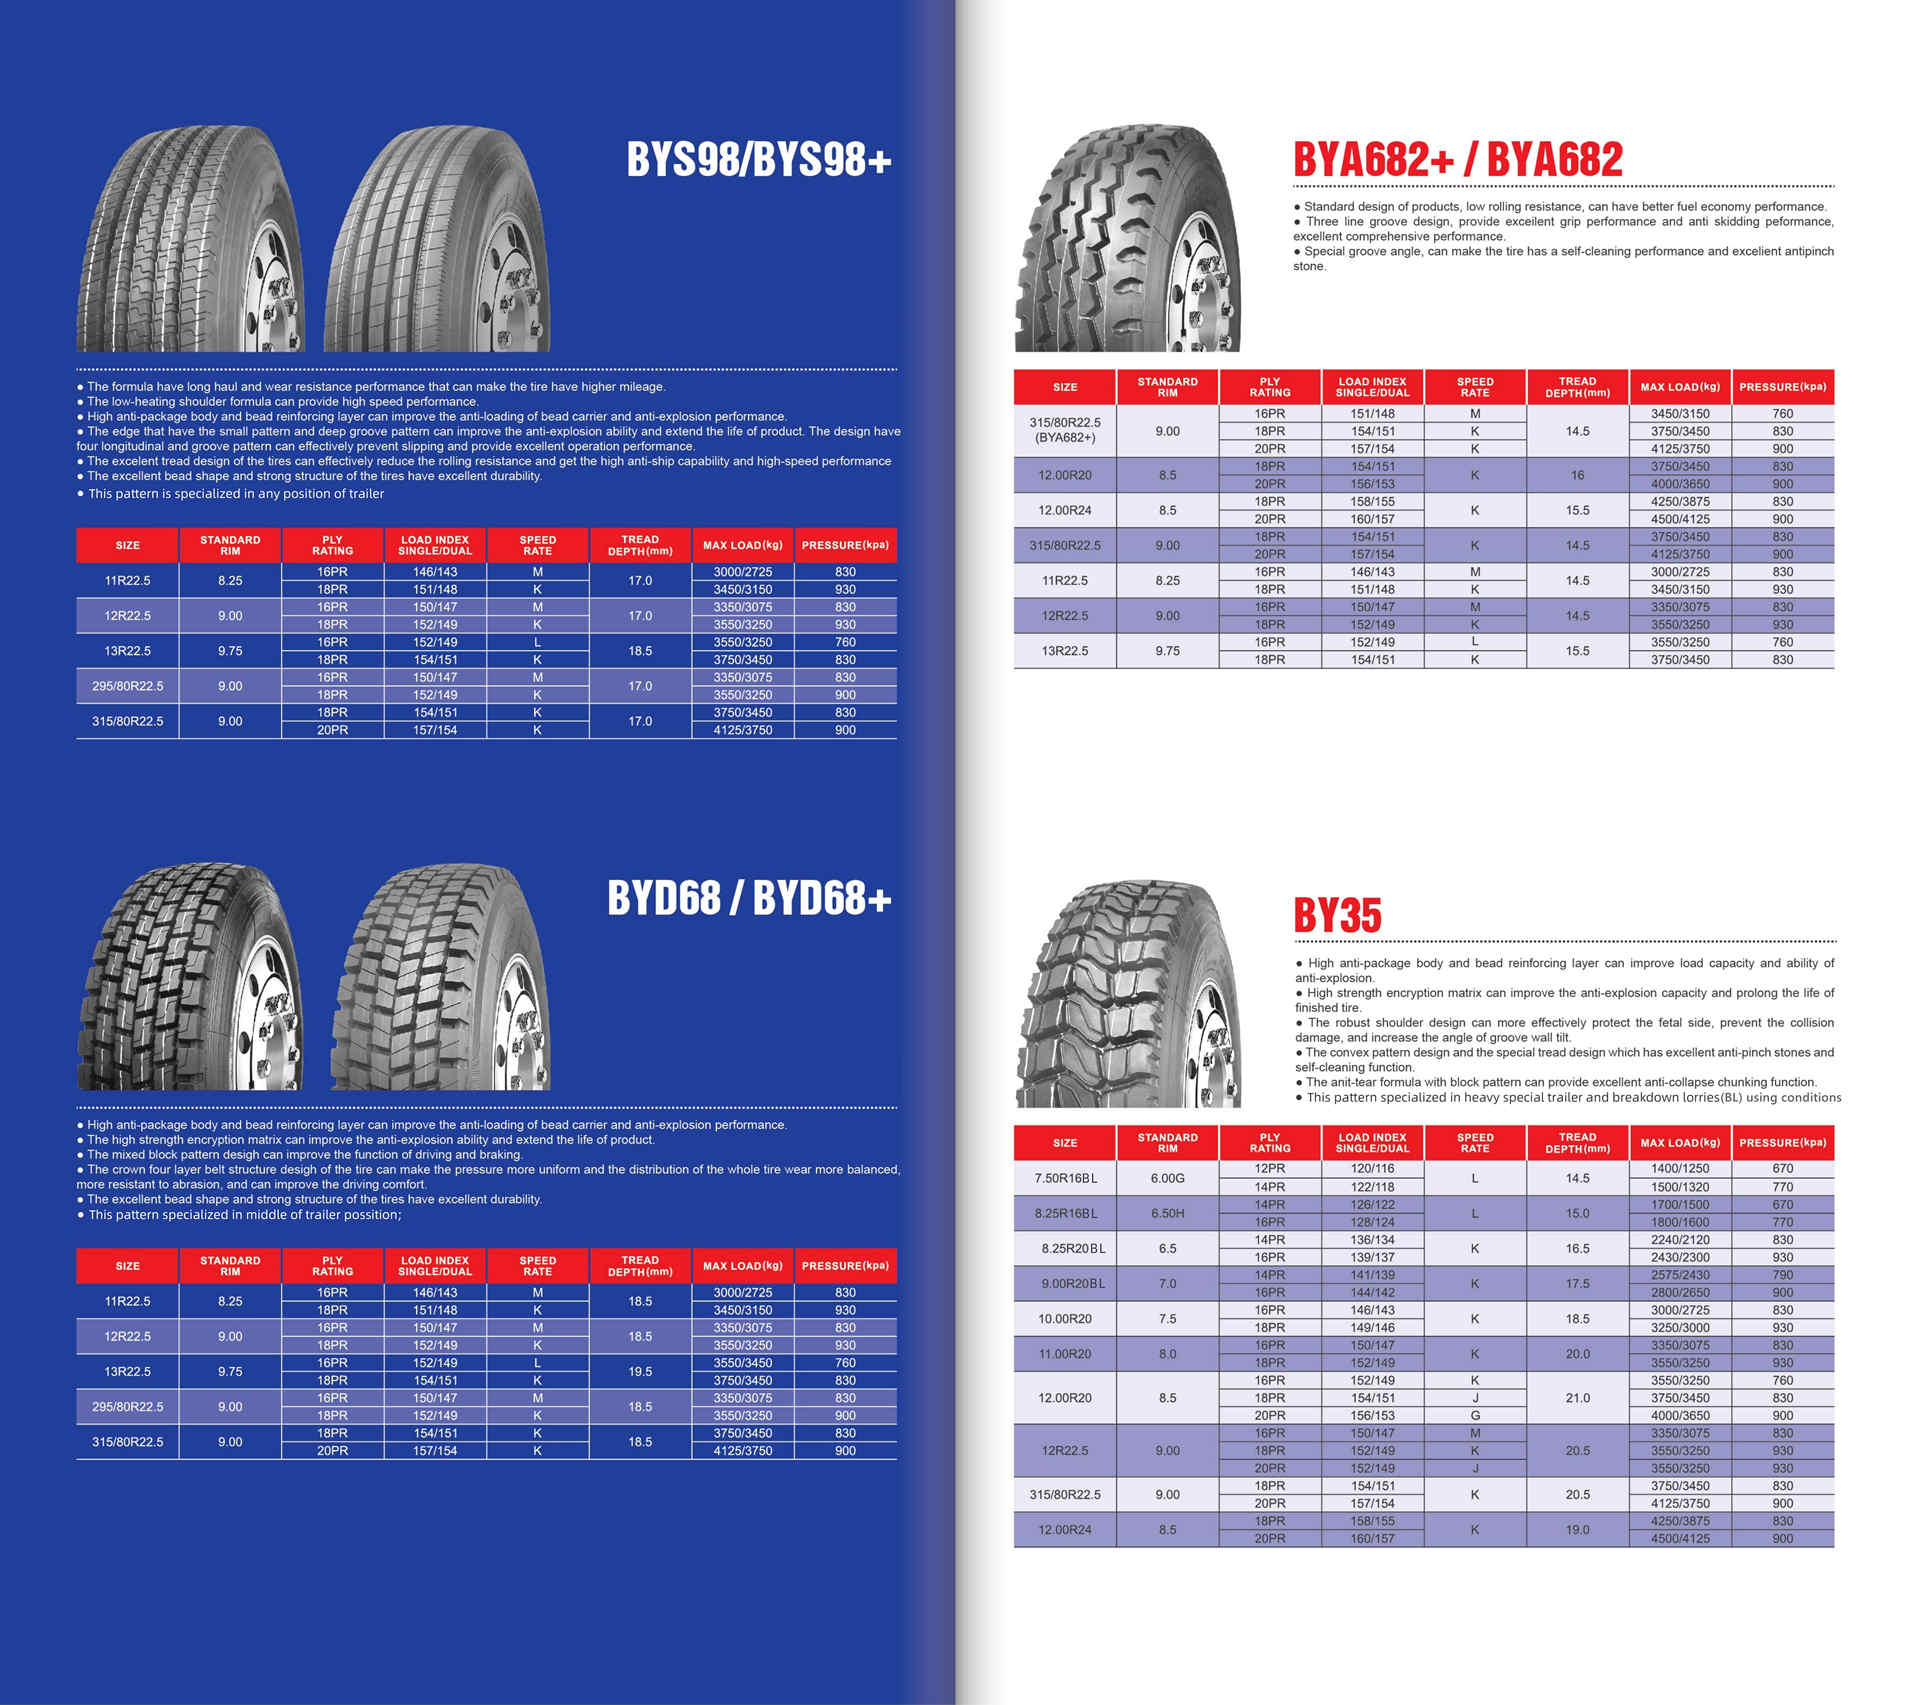 BYS98/BYS98+
● The formula have long haul and wear resistance performance that can make the tire have higher mileage.
● The low-heating shoulder formula can provide high speed performance.
● High anti-package body and bead reinforcing layer can improve the anti-loading of bead carrier and anti-explosion performance.
● The edge that have the small pattern and deep groove pattern can improve the anti-explosion ability and extend the life of product. The design have
four longitudinal and groove pattern can effectively prevent slipping and provide excellent operation performance.
● The excelent tread design of the tires can effectively reduce the rolling resistance and get the high anti-ship capability and high-speed performance
● The excellent bead shape and strong structure of the tires have excellent durability.
● This pattern is specialized in any position of trailer
SIZE STANDARD RIM PLY RATING LOAD INDEX SINGLE/DUAL SPEED RATE TREAD DEPTH(mm) MAX LOAD(kg) PRESSURE(kpa)
11R22.5 8.25 16PR 146/143 M 17.0 3000/2725 830
18PR 151/148 K 3450/3150 930
12R22.5 9.00 16PR 150/147 M 17.0 3350/3075 830
18PR 152/149 K 3550/3250 930
13R22.5 9.75 16PR 152/149 L 18.5 3550/3250 760
18PR 154/151 K 3750/3450 830
295/80R22.5 9.00 16PR 150/147 M 17.0 3350/3075 830
18PR 152/149 K 3550/3250 900
315/80R22.5 9.00 18PR 154/151 K 17.0 3750/3450 830
20PR 157/154 K 4125/3750 900
BYD68 / BYD68+
● High anti-package body and bead reinforcing layer can improve the anti-loading of bead carrier and anti-explosion performance.
● The high strength encryption matrix can improve the anti-explosion ability and extend the life of product.
● The mixed block pattern desigh can improve the function of driving and braking.
● The crown four layer belt structure desigh of the tire can make the pressure more uniform and the distribution of the whole tire wear more balanced,
more resistant to abrasion, and can improve the driving comfort.
● The excellent bead shape and strong structure of the tires have excellent durability.
● This pattern specialized in middle of trailer possition;
SIZE STANDARD RIM PLY RATING LOAD INDEX SINGLE/DUAL SPEED RATE TREAD DEPTH(mm) MAX LOAD(kg) PRESSURE(kpa)
11R22.5 8.25 16PR 146/143 M 18.5 3000/2725 830
18PR 151/148 K 3450/3150 930
12R22.5 9.00 16PR 150/147 M 18.5 3350/3075 830
18PR 152/149 K 3550/3250 930
13R22.5 9.75 16PR 152/149 L 19.5 3550/3450 760
18PR 154/151 K 3750/3450 830
295/80R22.5 9.00 16PR 150/147 M 18.5 3350/3075 830
18PR 152/149 K 3550/3250 900
315/80R22.5 9.00 18PR 154/151 K 18.5 3750/3450 830
20PR 157/154 K 4125/3750 900
BYA682+ / BYA682
● Standard design of products, low rolling resistance, can have better fuel economy performance.
● Three line groove design, provide exceilent grip performance and anti skidding peformance,
excellent comprehensive performance.
● Special groove angle, can make the tire has a self-cleaning performance and excellent antipinch
stone.
SIZE STANDARD RIM PLY RATING LOAD INDEX SINGLE/DUAL SPEED RATE TREAD DEPTH(mm) MAX LOAD(kg) PRESSURE(kpa)
315/80R22.5 (BYA682+) 9.00 16PR 151/148 M 14.5 3450/3150 760
18PR 154/151 K 3750/3450 830
20PR 157/154 K 4125/3750 900
12.00R20 8.5 18PR 154/151 K 16 3750/3450 830
20PR 156/153 4000/3650 900
12.00R24 8.5 18PR 158/155 K 15.5 4250/3875 830
20PR 160/157 4500/4125 900
315/80R22.5 9.00 18PR 154/151 K 14.5 3750/3450 830
20PR 157/154 4125/3750 900
11R22.5 8.25 16PR 146/143 M 14.5 3000/2725 830
18PR 151/148 K 3450/3150 930
12R22.5 9.00 16PR 150/147 M 14.5 3350/3075 830
18PR 152/149 K 3550/3250 930
13R22.5 9.75 16PR 152/149 L 15.5 3550/3250 760
18PR 154/151 K 3750/3450 830
BY35
● High anti-package body and bead reinforcing layer can improve load capacity and ability of
anti-explosion.
● High strength encryption matrix can improve the anti-explosion capacity and prolong the life of
finished tire.
● The robust shoulder design can more effectively protect the fetal side, prevent the collision
damage, and increase the angle of groove wall tilt.
● The convex pattern design and the special tread design which has excellent anti-pinch stones and
self-cleaning function.
● The anit-tear formula with block pattern can provide excellent anti-collapse chunking function.
● This pattern specialized in heavy special trailer and breakdown lorries(BL) using conditions
SIZE STANDARD RIM PLY RATING LOAD INDEX SINGLE/DUAL SPEED RATE TREAD DEPTH(mm) MAX LOAD(kg) PRESSURE(kpa)
7.50R16BL 6.00G 12PR 120/116 L 14.5 1400/1250 670
14PR 122/118 1500/1320 770
8.25R16BL 6.50H 14PR 126/122 L 15.0 1700/1500 670
16PR 128/124 1800/1600 770
8.25R20BL 6.5 14PR 136/134 K 16.5 2240/2120 830
16PR 139/137 2430/2300 930
9.00R20BL 7.0 14PR 141/139 K 17.5 2575/2430 790
16PR 144/142 2800/2650 900
10.00R20 7.5 16PR 146/143 K 18.5 3000/2725 830
18PR 149/146 3250/3000 930
11.00R20 8.0 16PR 150/147 K 20.0 3350/3075 830
18PR 152/149 3550/3250 930
12.00R20 8.5 16PR 152/149 K 21.0 3550/3250 760
18PR 154/151 J 3750/3450 830
20PR 156/153 G 4000/3650 900
12R22.5 9.00 16PR 150/147 M 20.5 3350/3075 830
18PR 152/149 K 3550/3250 930
20PR 152/149 J 3550/3250 930
315/80R22.5 9.00 18PR 154/151 K 20.5 3750/3450 830
20PR 157/154 4125/3750 900
12.00R24 8.5 18PR 158/155 K 19.0 4250/3875 830
20PR 160/157 4500/4125 900